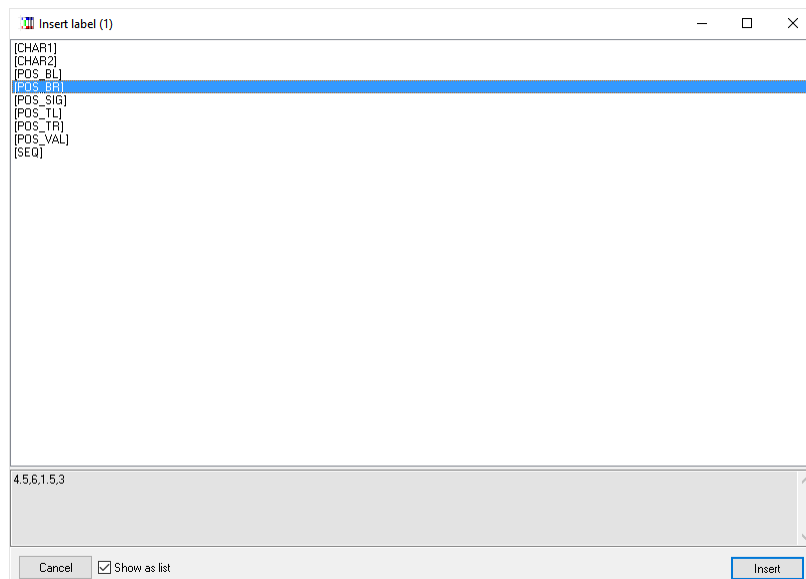 Insert label (1)
[CHAR1]
[CHAR2]
[POS_BL]
[POS_BR]
[POS_SIG]
[POS_TL]
[POS_TR]
[POS_VAL]
[SEQ]
4.5,6,1.5,3
Cancel
Show as list
Insert